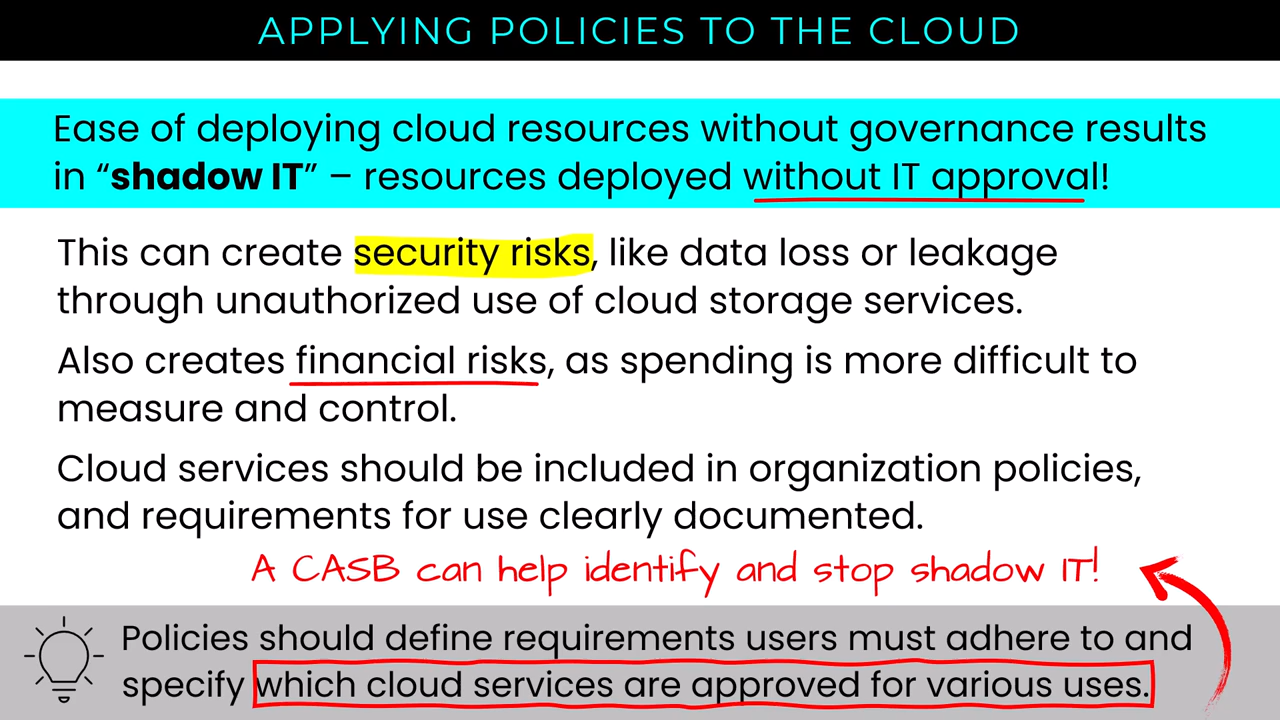 APPLYING POLICIES TO THE CLOUD
Ease of deploying cloud resources without governance results
in “shadow IT” – resources deployed without IT approval!
This can create security risks, like data loss or leakage
through unauthorized use of cloud storage services.
Also creates financial risks, as spending is more difficult to
measure and control.
Cloud services should be included in organization policies,
and requirements for use clearly documented.
A CASB can help identify and stop shadow IT!
Policies should define requirements users must adhere to and
specify which cloud services are approved for various uses.